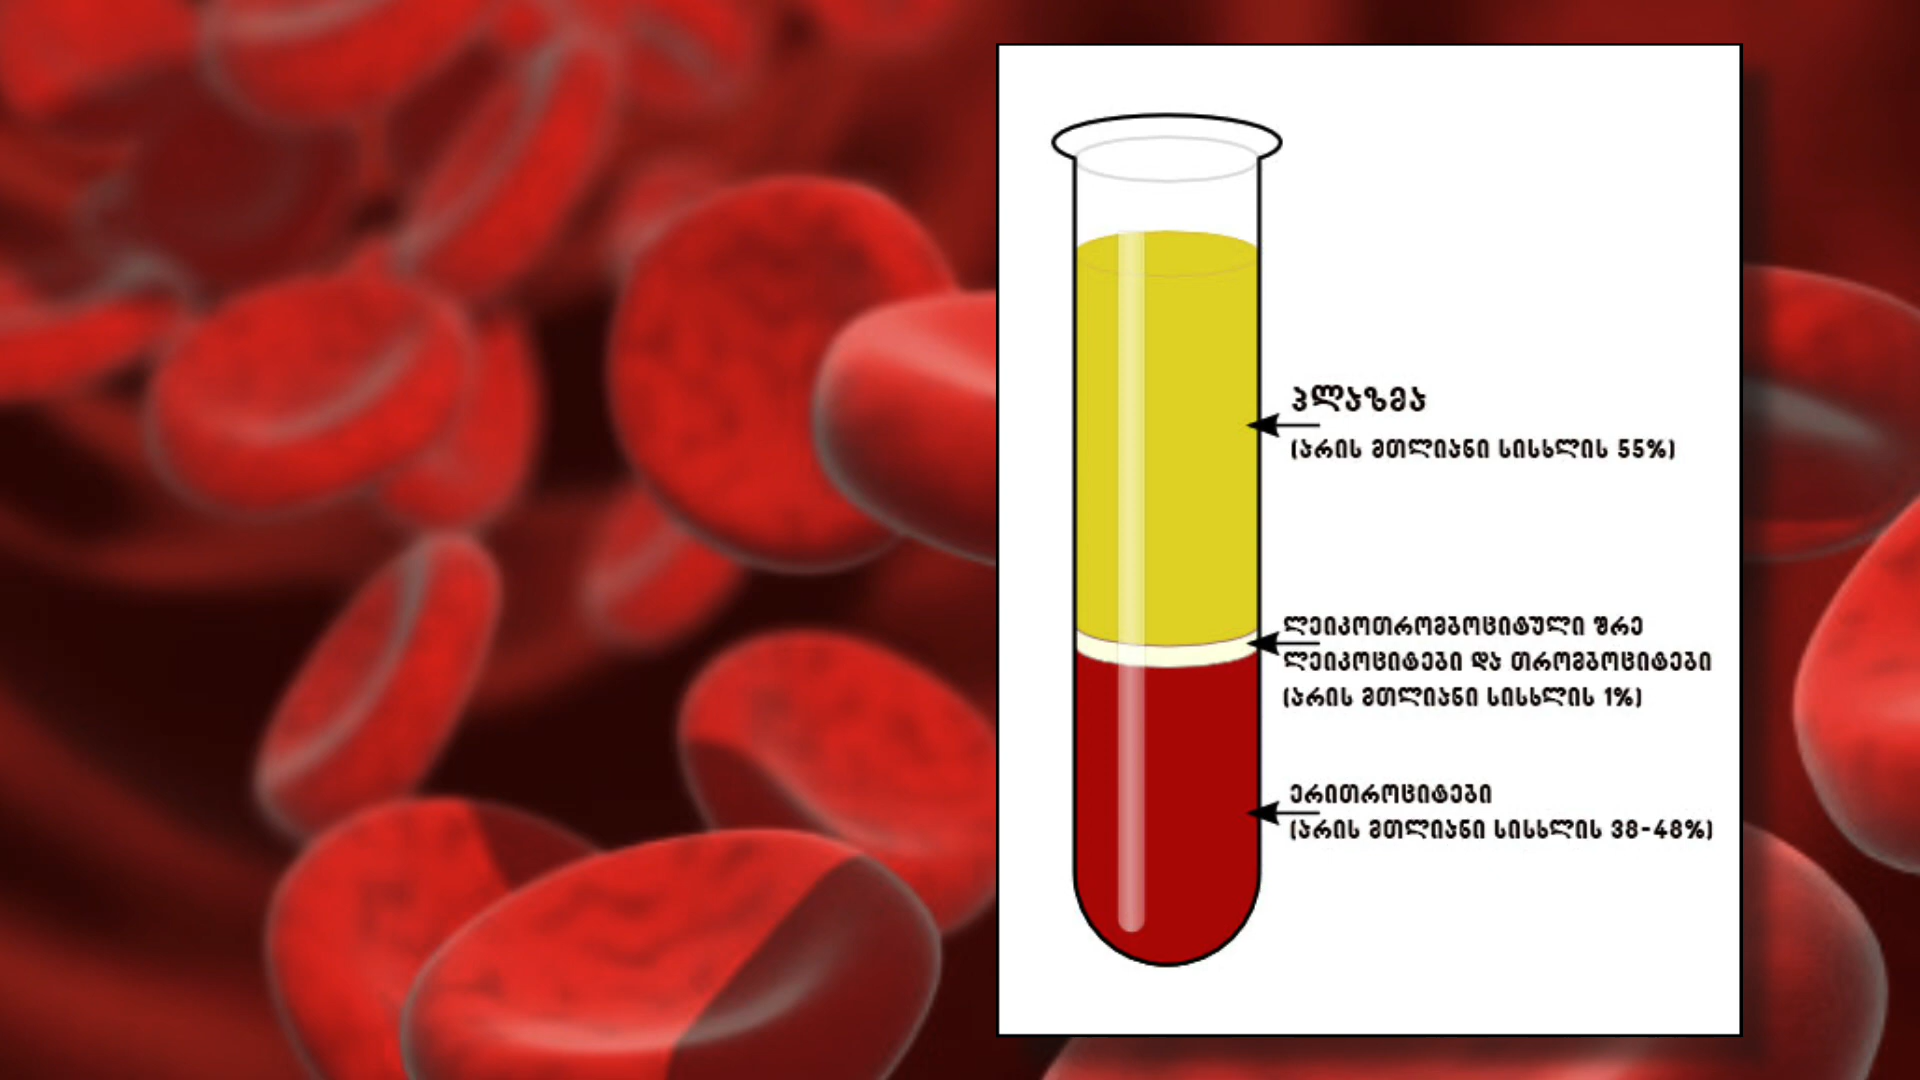 პლაზმა
(არის მთლიანი სისხლის 55%)
ლეიკოთრომბოციტული შრე
ლეიკოციტები და თრომბოციტები
(არის მთლიანი სისხლის 1%)
ერითროციტები
(არის მთლიანი სისხლის 38-48%)